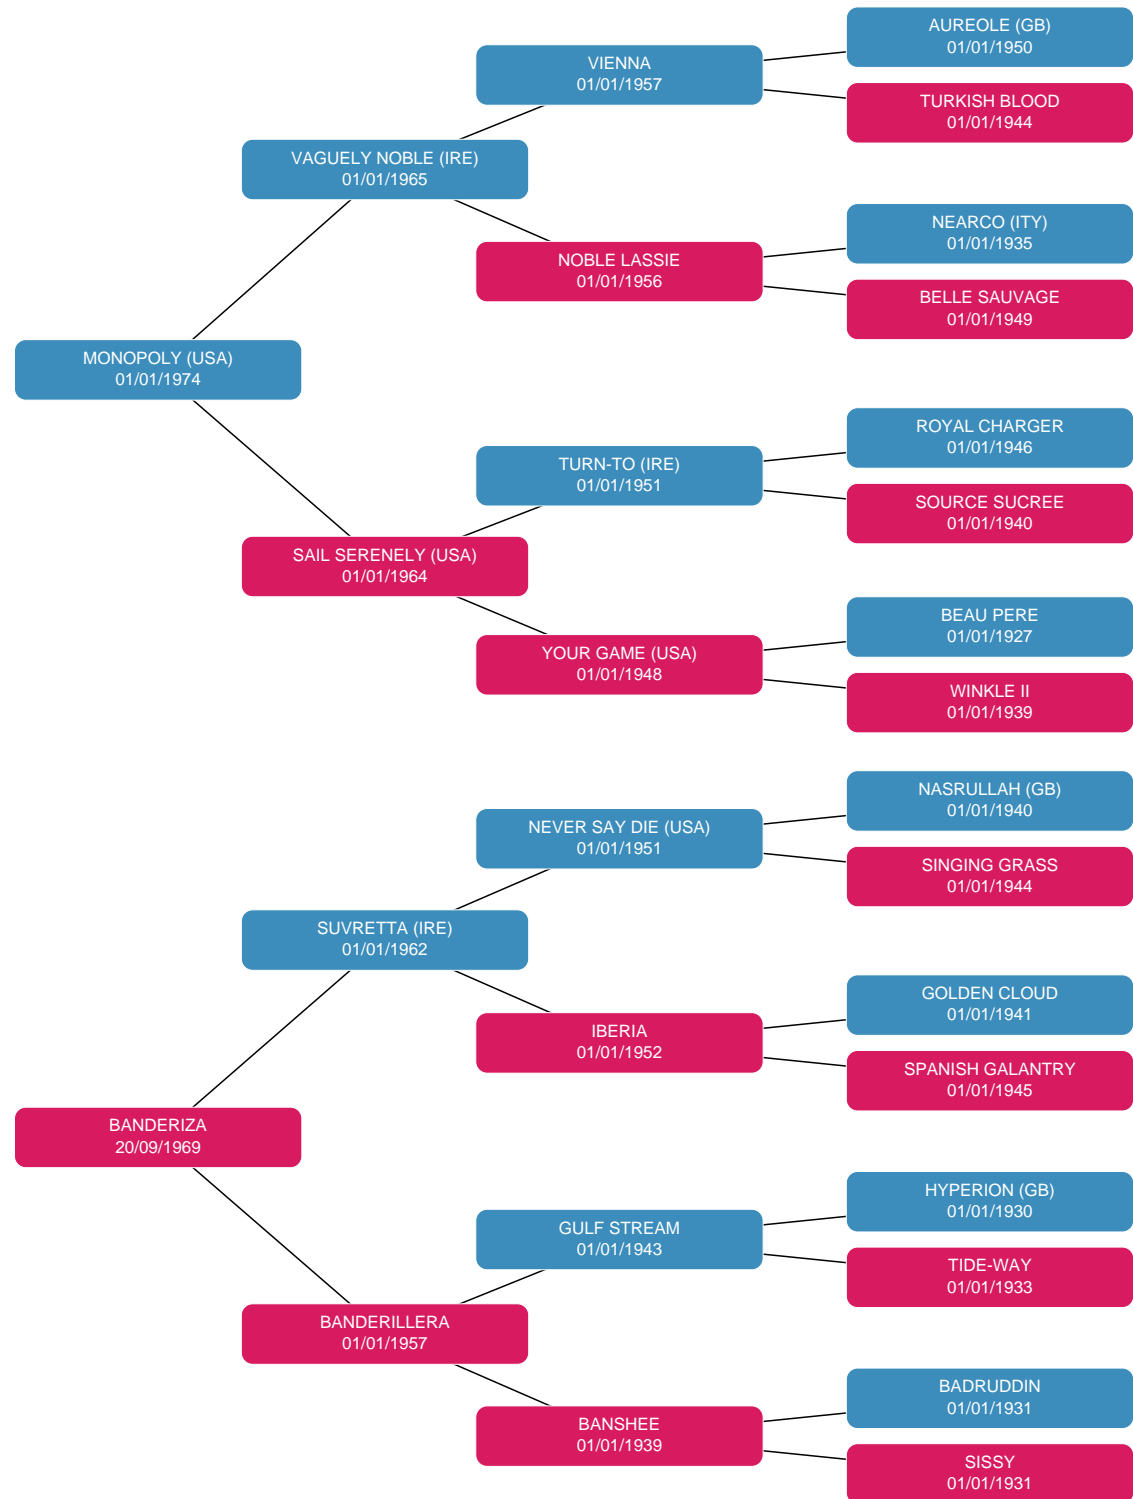 AUREOLE (GB)
01/01/1950
VIENNA
01/01/1957
TURKISH BLOOD
01/01/1944
VAGUELY NOBLE (IRE)
01/01/1965
NEARCO (ITY)
01/01/1935
NOBLE LASSIE
01/01/1956
BELLE SAUVAGE
01/01/1949
MONOPOLY (USA)
01/01/1974
ROYAL CHARGER
01/01/1946
TURN-TO (IRE)
01/01/1951
SOURCE SUCREE
01/01/1940
SAIL SERENELY (USA)
01/01/1964
BEAU PERE
01/01/1927
YOUR GAME (USA)
01/01/1948
WINKLE II
01/01/1939
NASRULLAH (GB)
01/01/1940
NEVER SAY DIE (USA)
01/01/1951
SINGING GRASS
01/01/1944
SUVRETTA (IRE)
01/01/1962
GOLDEN CLOUD
01/01/1941
IBERIA
01/01/1952
SPANISH GALANTRY
01/01/1945
BANDERIZA
20/09/1969
HYPERION (GB)
01/01/1930
GULF STREAM
01/01/1943
TIDE-WAY
01/01/1933
BANDERILLERA
01/01/1957
BADRUDDIN
01/01/1931
BANSHEE
01/01/1939
SISSY
01/01/1931